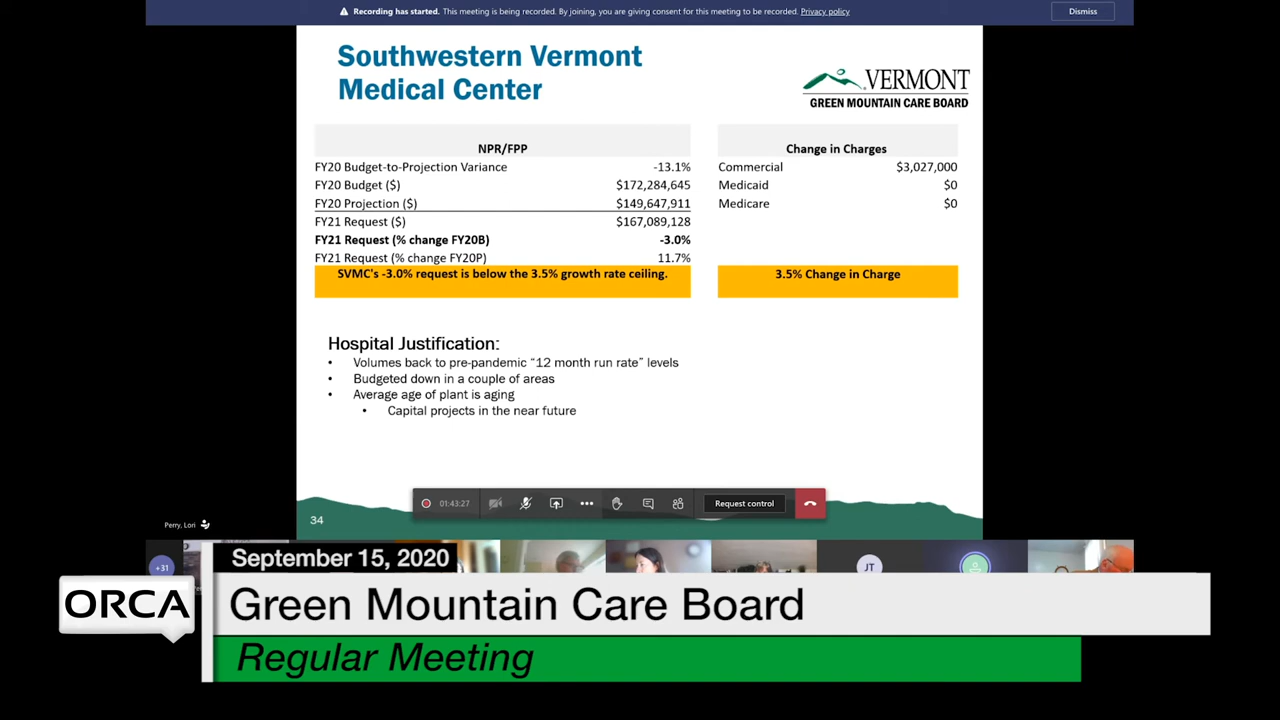 Recording has started. This meeting is being recorded. By joining, you are giving consent for this meeting to be recorded. Privacy policy
Dismiss
Southwestern Vermont
Medical Center
VERMONT
GREEN MOUNTAIN CARE BOARD
NPR/FPP
FY20 Budget-to-Projection Variance -13.1%
FY20 Budget ($) $172,284,645
FY20 Projection ($) $149,647,911
FY21 Request ($) $167,089,128
FY21 Request (% change FY20B) -3.0%
FY21 Request (% change FY20P) 11.7%
SVMC's -3.0% request is below the 3.5% growth rate ceiling.
Change in Charges
Commercial $3,027,000
Medicaid $0
Medicare $0
3.5% Change in Charge
Hospital Justification:
• Volumes back to pre-pandemic “12 month run rate” levels
• Budgeted down in a couple of areas
• Average age of plant is aging
• Capital projects in the near future
01:43:27
Request control
34
Perry, Lori
+31
JT
September 15, 2020
ORCA
Green Mountain Care Board
Regular Meeting